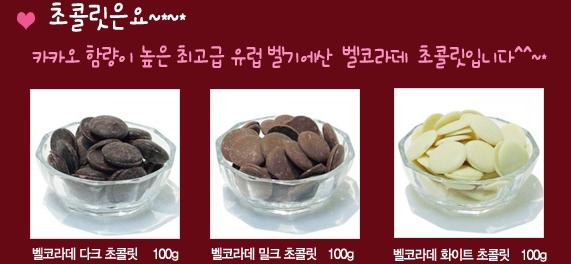 초콜릿은요~*~*
카카오 함량이 높은 최고급 유럽 벨기에산 벨코라데 초콜릿입니다^^~*
벨코라데 다크 초콜릿 100g
벨코라데 밀크 초콜릿 100g
벨코라데 화이트 초콜릿 100g